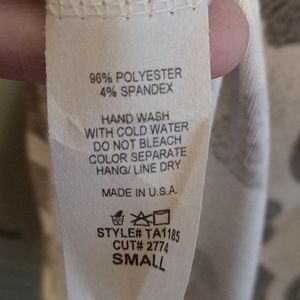 96% POLYESTER
4% SPANDEX
HAND WASH
WITH COLD WATER
DO NOT BLEACH
COLOR SEPARATE
HANG/ LINE DRY
MADE IN U.S.A.
STYLE# TA1185
CUT# 2774
SMALL